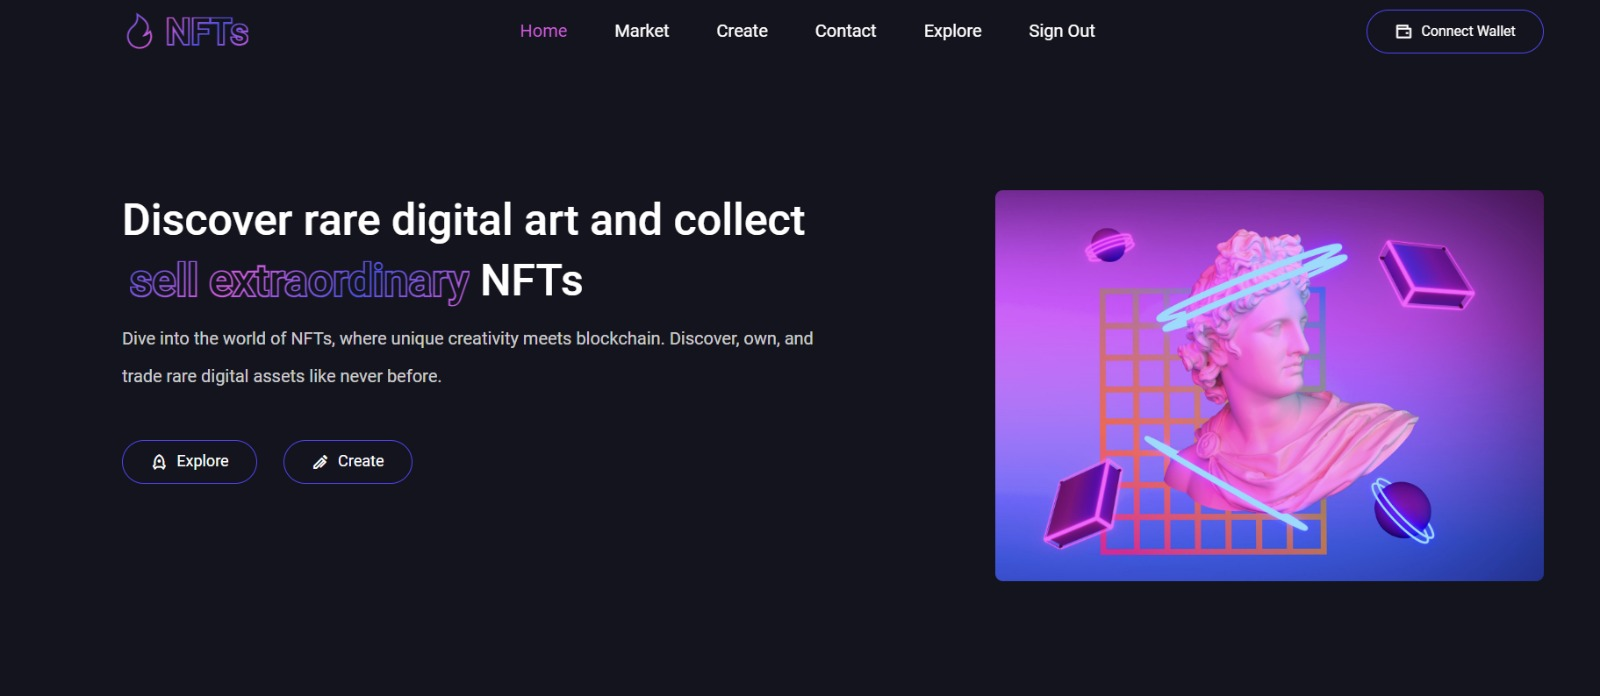 NFTs
Home Market Create Contact Explore Sign Out
Connect Wallet
Discover rare digital art and collect
sell extraordinary NFTs
Dive into the world of NFTs, where unique creativity meets blockchain. Discover, own, and
trade rare digital assets like never before.
Explore Create